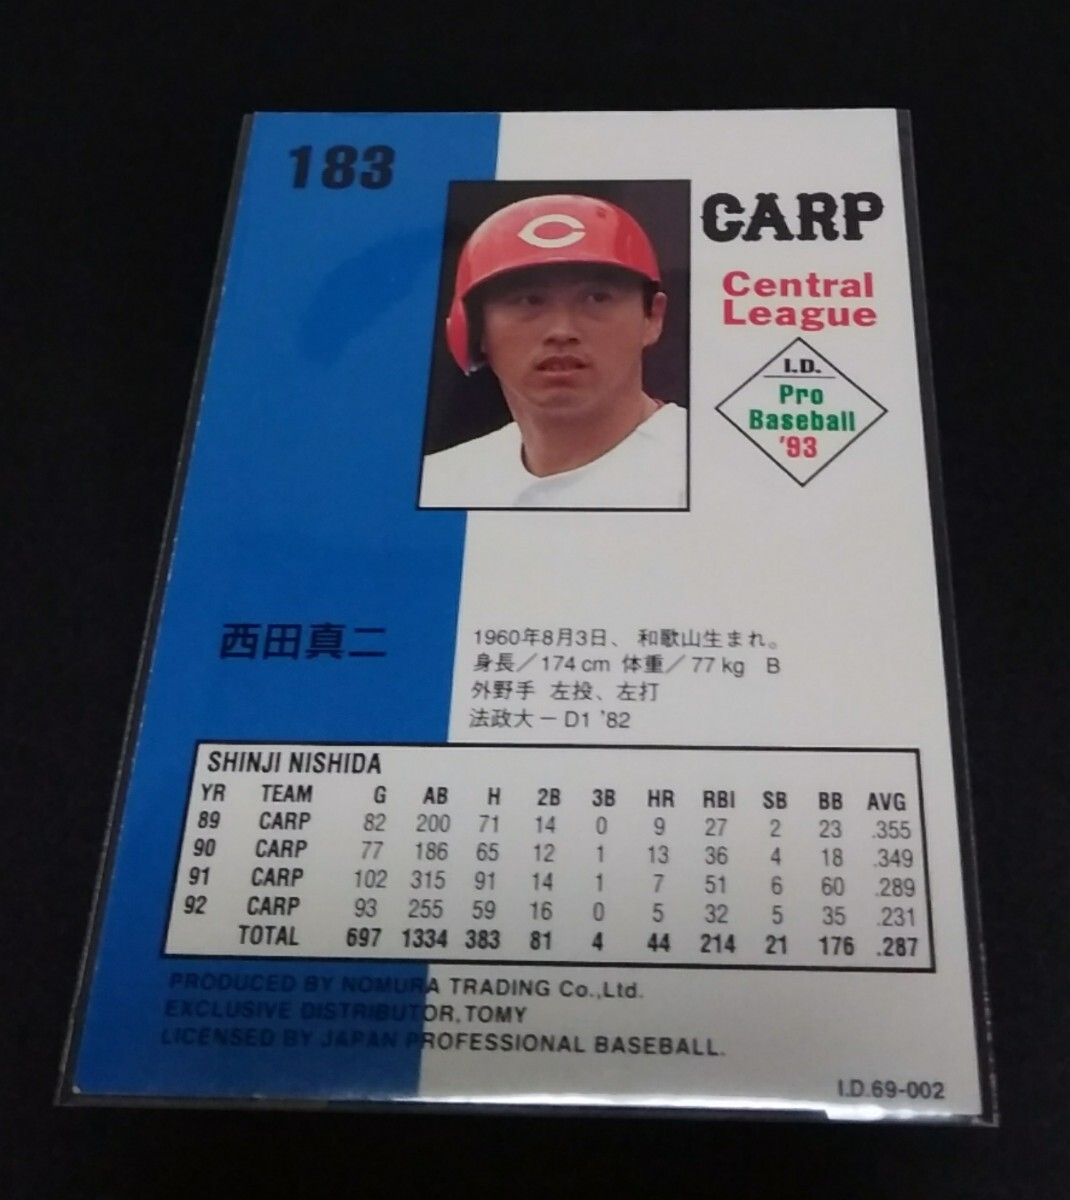 183
CARP
Central
League
I.D.
Pro
Baseball
'93
西田真二
1960年8月3日、和歌山生まれ。
身長／174cm 体重／77kg B
外野手 左投、左打
法政大－D1 '82
SHINJI NISHIDA
YR TEAM G AB H 2B 3B HR RBI SB BB AVG
89 CARP 82 200 71 14 0 9 27 2 23 .355
90 CARP 77 186 65 12 1 13 36 4 18 .349
91 CARP 102 315 91 14 1 7 51 6 60 .289
92 CARP 93 255 59 16 0 5 32 5 35 .231
TOTAL 697 1334 383 81 4 44 214 21 176 .287
PRODUCED BY NOMURA TRADING Co.,Ltd.
EXCLUSIVE DISTRIBUTOR, TOMY
LICENSED BY JAPAN PROFESSIONAL BASEBALL.
I.D.69-002